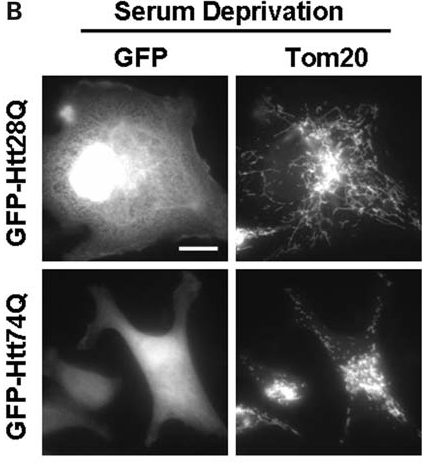 B
Serum Deprivation
GFP Tom20
GFP-Htt28Q
GFP-Htt74Q